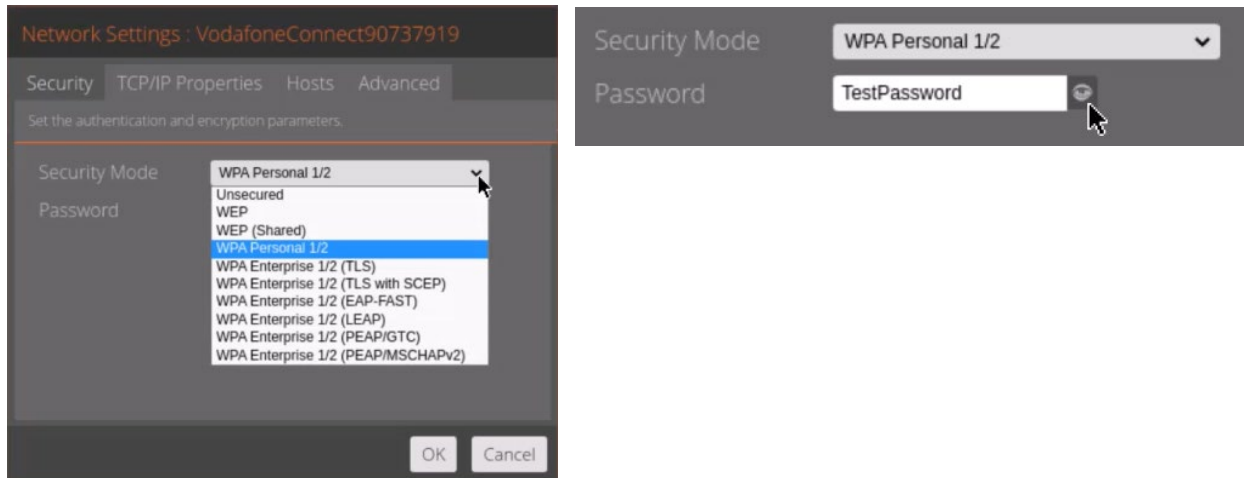 Network Settings : VodafoneConnect90737919
Security TCP/IP Properties Hosts Advanced
Set the authentication and encryption parameters.
Security Mode WPA Personal 1/2
Password
Unsecured
WEP
WEP (Shared)
WPA Personal 1/2
WPA Enterprise 1/2 (TLS)
WPA Enterprise 1/2 (TLS with SCEP)
WPA Enterprise 1/2 (EAP-FAST)
WPA Enterprise 1/2 (LEAP)
WPA Enterprise 1/2 (PEAP/GTC)
WPA Enterprise 1/2 (PEAP/MSCHAPv2)
OK Cancel
Security Mode WPA Personal 1/2
Password TestPassword